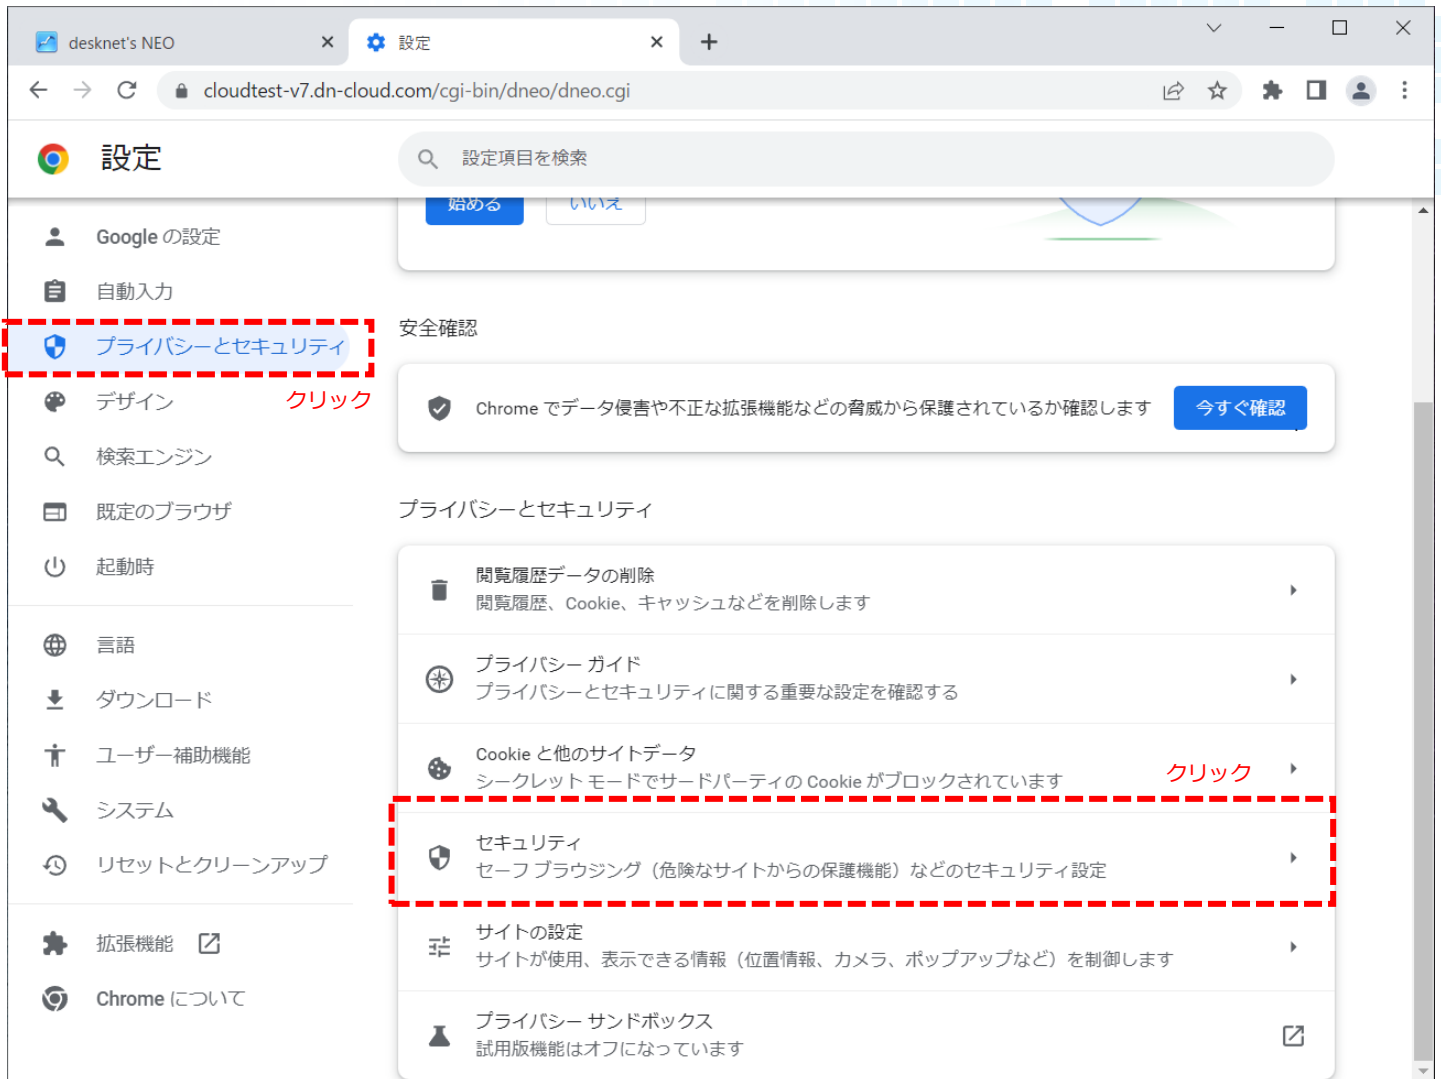 desknet's NEO
設定
cloudtest-v7.dn-cloud.com/cgi-bin/dneo/dneo.cgi
設定
設定項目を検索
始める
いいえ
Google の設定
自動入力
プライバシーとセキュリティ
クリック
デザイン
検索エンジン
既定のブラウザ
起動時
言語
ダウンロード
ユーザー補助機能
システム
リセットとクリーンアップ
拡張機能
Chrome について
安全確認
Chrome でデータ侵害や不正な拡張機能などの脅威から保護されているか確認します
今すぐ確認
プライバシーとセキュリティ
閲覧履歴データの削除
閲覧履歴、Cookie、キャッシュなどを削除します
プライバシー ガイド
プライバシーとセキュリティに関する重要な設定を確認する
Cookie と他のサイトデータ
シークレット モードでサードパーティの Cookie がブロックされています
クリック
セキュリティ
セーフ ブラウジング（危険なサイトからの保護機能）などのセキュリティ設定
サイトの設定
サイトが使用、表示できる情報（位置情報、カメラ、ポップアップなど）を制御します
プライバシー サンドボックス
試用版機能はオフになっています